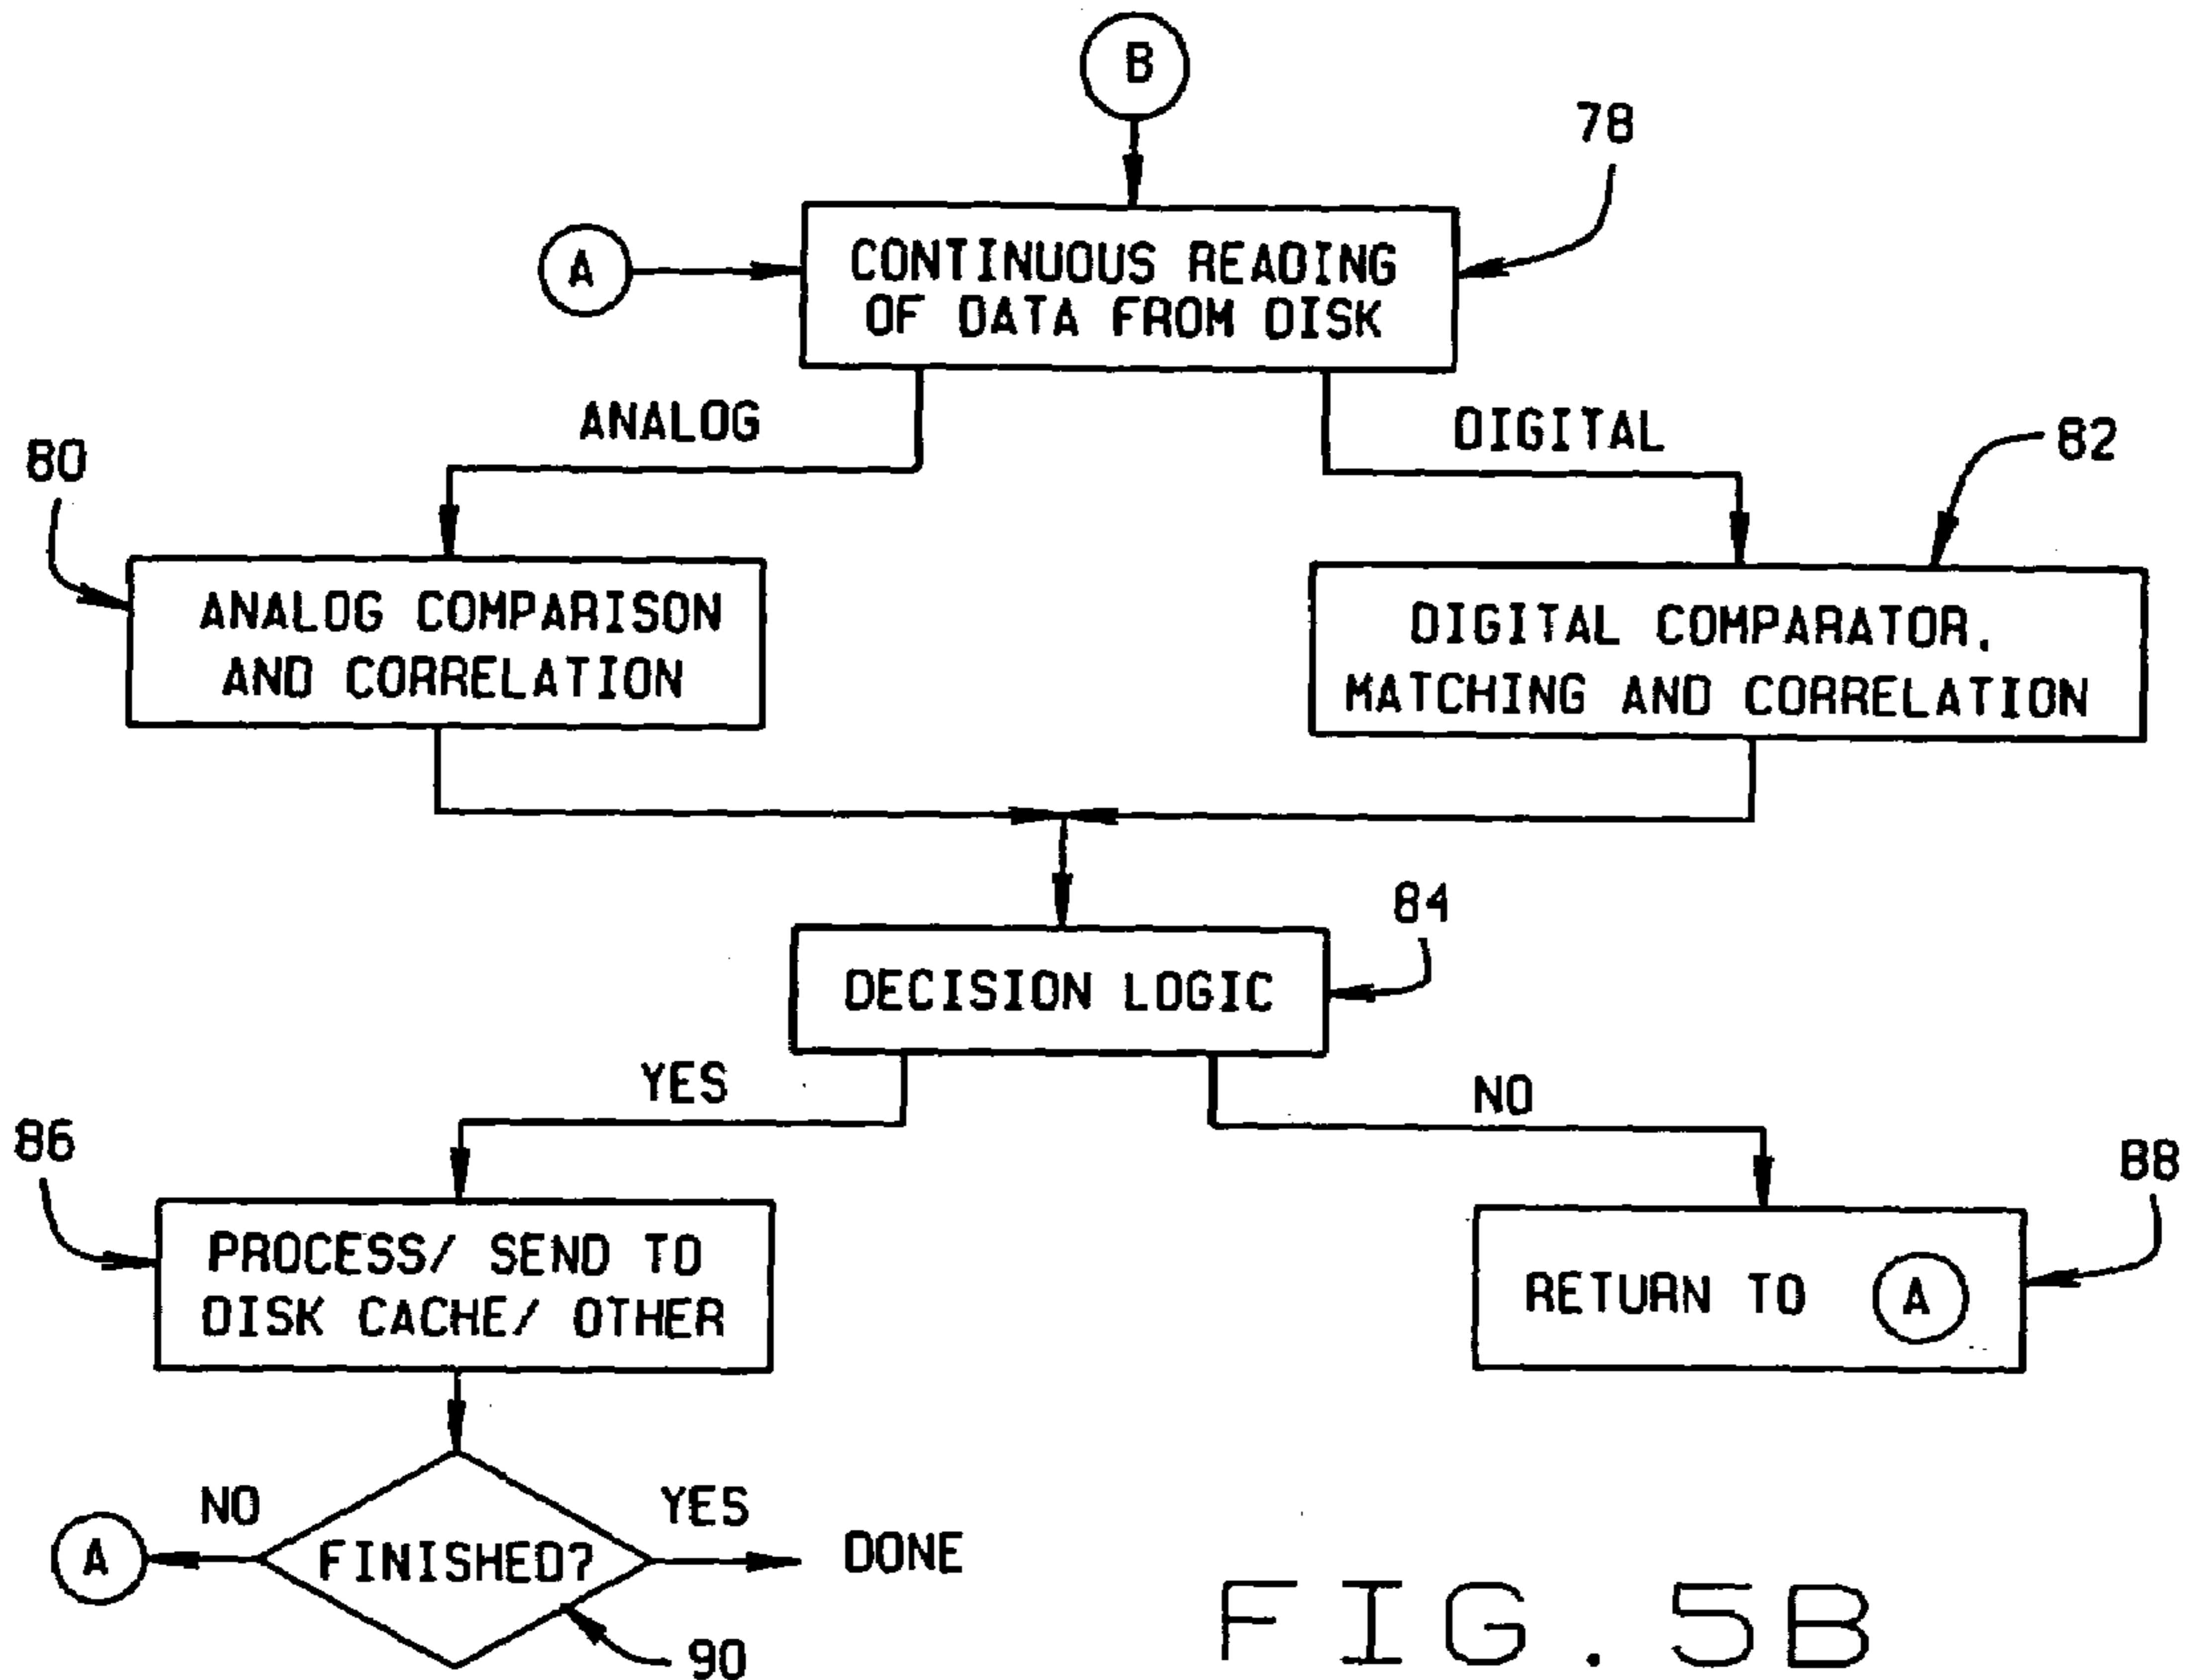 B
78
A
CONTINUOUS READING
OF DATA FROM DISK
ANALOG
DIGITAL
80
82
ANALOG COMPARISON
AND CORRELATION
DIGITAL COMPARATOR,
MATCHING AND CORRELATION
84
DECISION LOGIC
YES
NO
86
88
PROCESS/ SEND TO
DISK CACHE/ OTHER
RETURN TO A
NO
YES
A
FINISHED?
DONE
90
FIG. 5B